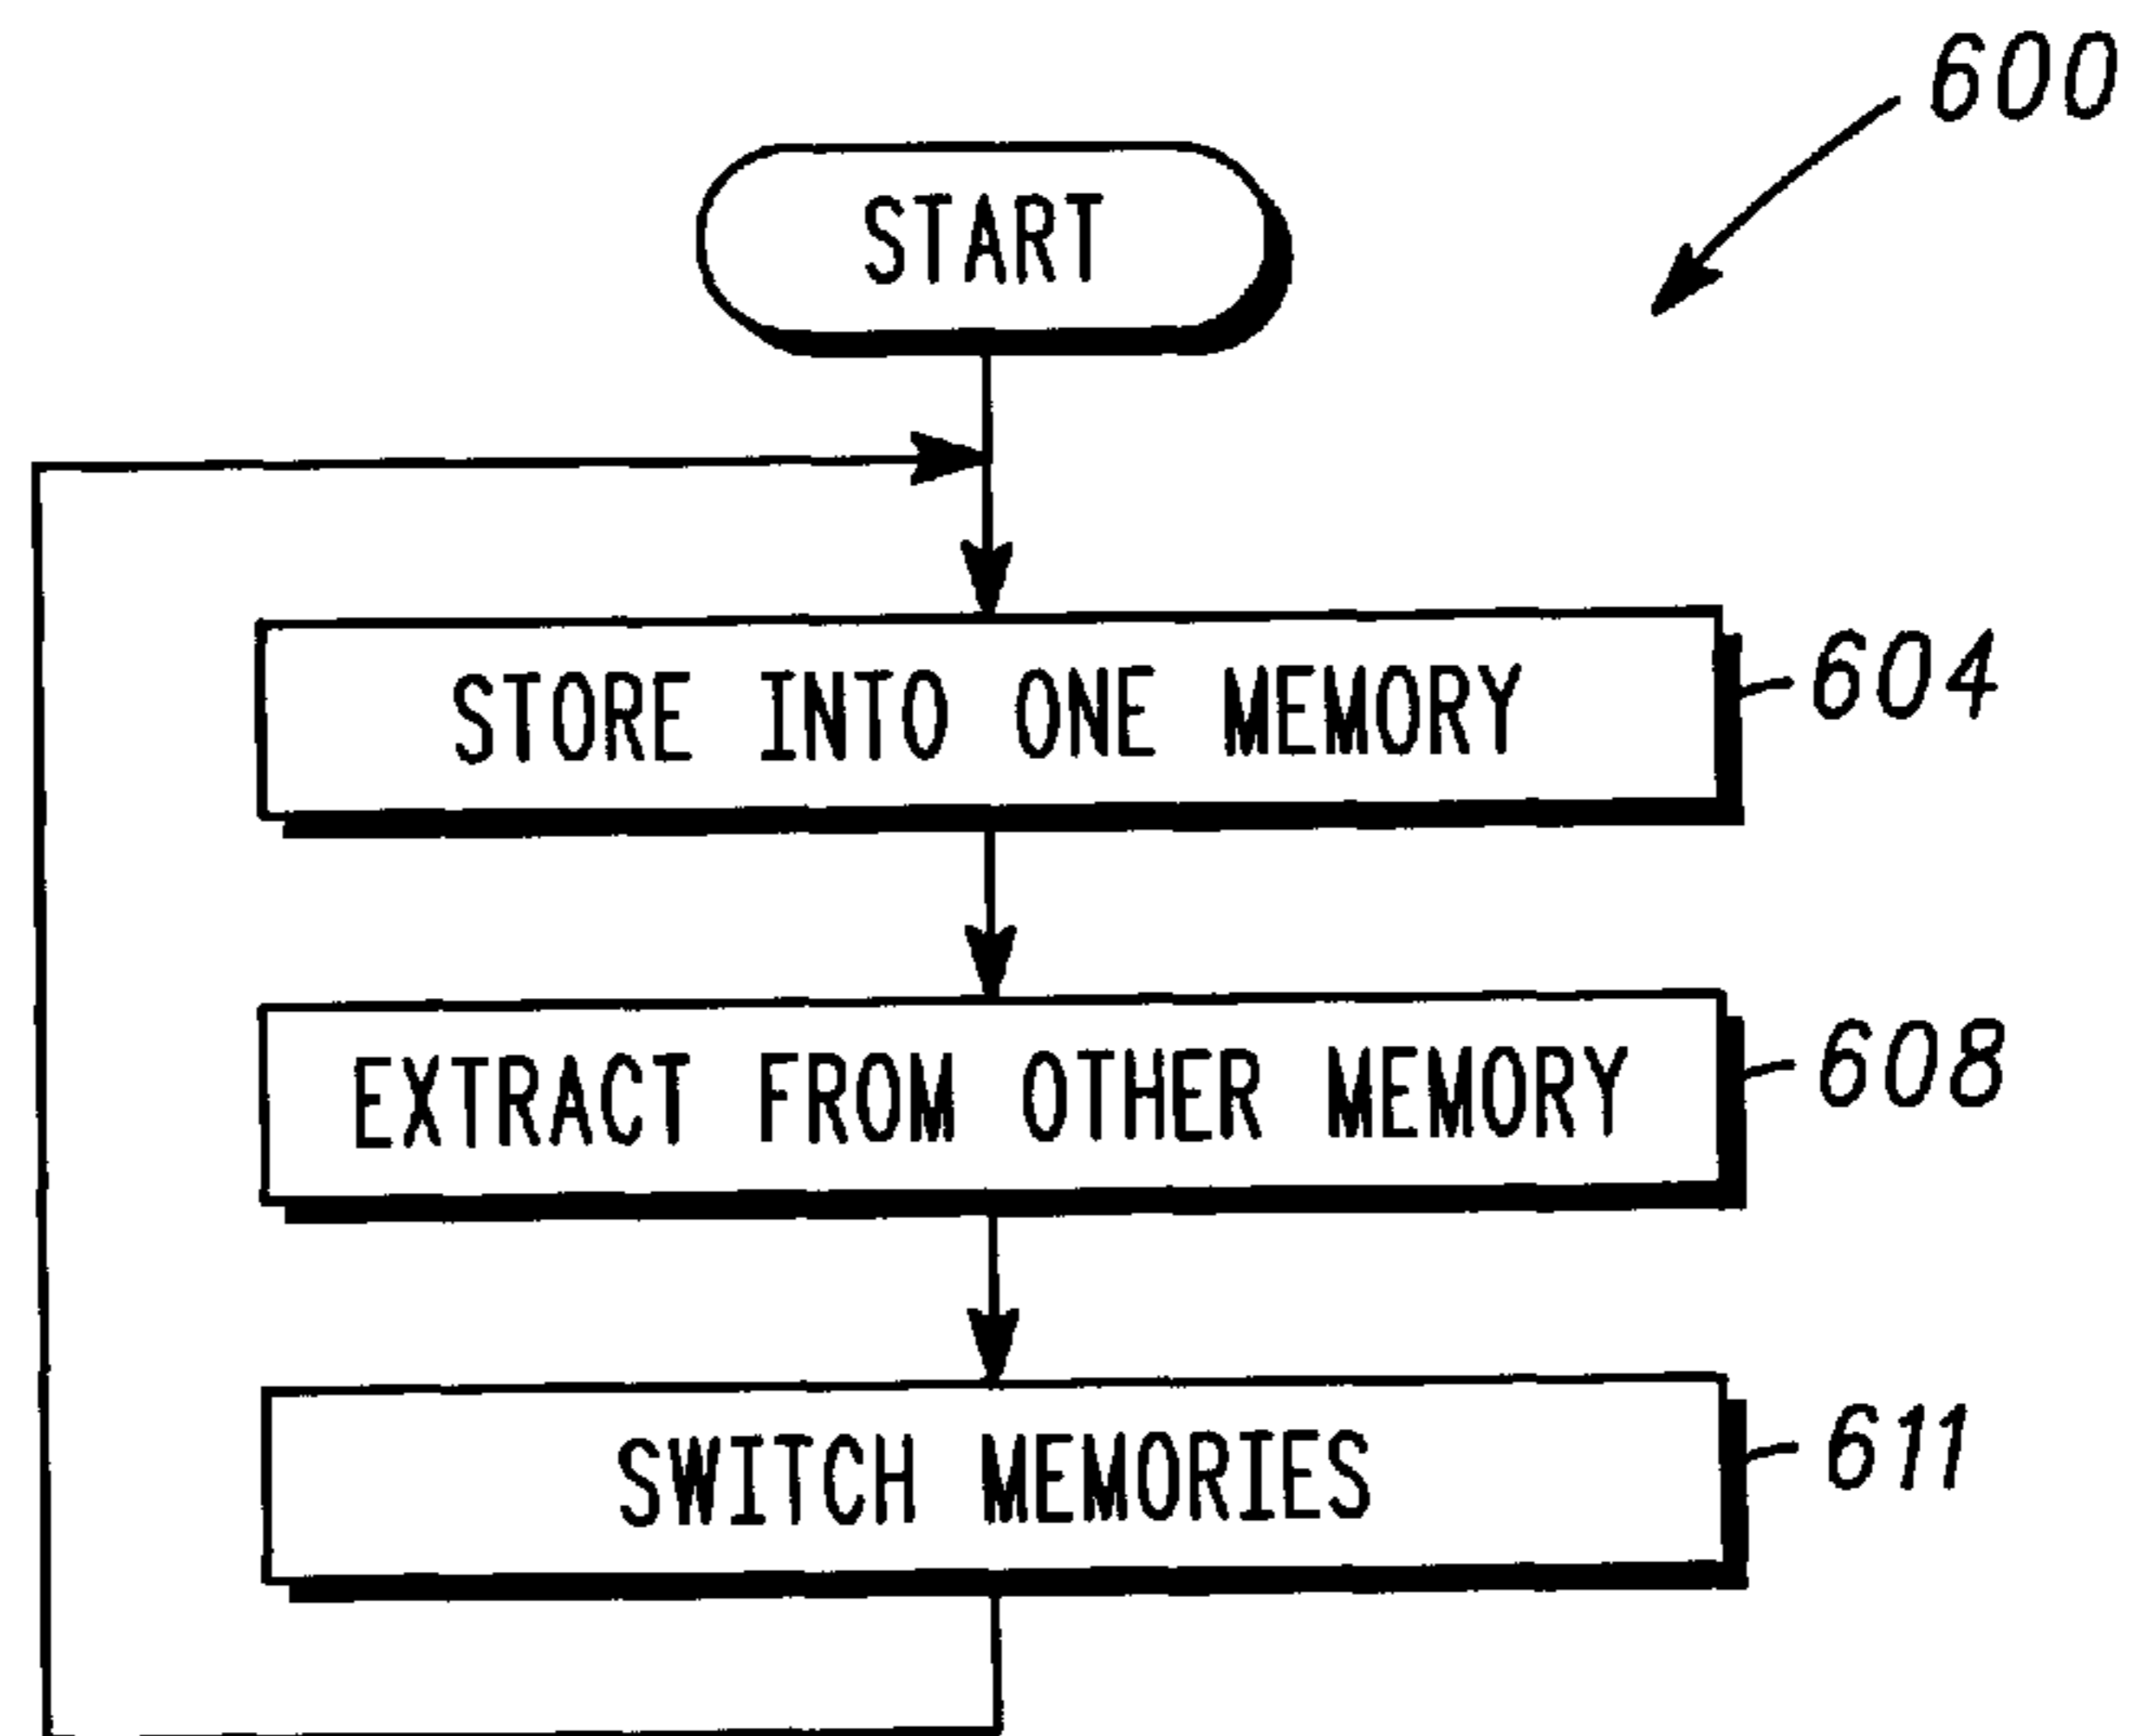 600
START
STORE INTO ONE MEMORY
604
EXTRACT FROM OTHER MEMORY
608
SWITCH MEMORIES
611